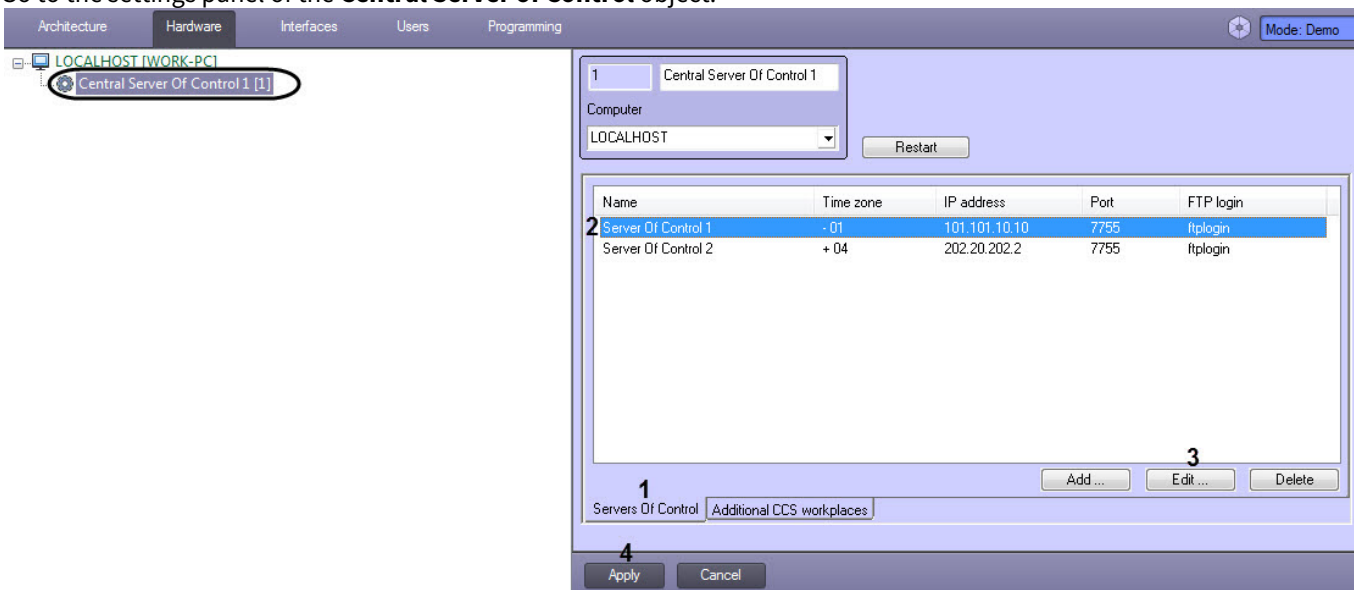 Go to the settings panel of the Central Server Of Control object.
Architecture Hardware Interfaces Users Programming Mode: Demo
LOCALHOST [WORK-PC]
Central Server Of Control 1 [1]
1 Central Server Of Control 1
Computer
LOCALHOST Restart
Name Time zone IP address Port FTP login
2 Server Of Control 1 - 01 101.101.10.10 7755 ftplogin
Server Of Control 2 + 04 202.20.202.2 7755 ftplogin
3
Add ... Edit ... Delete
1
Servers Of Control Additional CCS workplaces
4
Apply Cancel